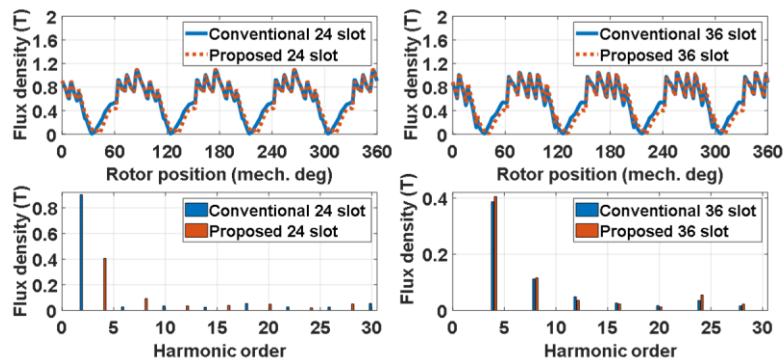 Flux density (T)
2
1.6
1.2
0.8
0.4
0
Conventional 24 slot
Proposed 24 slot
0 60 120 180 240 300 360
Rotor position (mech. deg)
Flux density (T)
2
1.6
1.2
0.8
0.4
0
Conventional 36 slot
Proposed 36 slot
0 60 120 180 240 300 360
Rotor position (mech. deg)
Flux density (T)
0.8
0.6
0.4
0.2
0
Conventional 24 slot
Proposed 24 slot
0 5 10 15 20 25 30
Harmonic order
Flux density (T)
0.4
0.2
0
Conventional 36 slot
Proposed 36 slot
0 5 10 15 20 25 30
Harmonic order